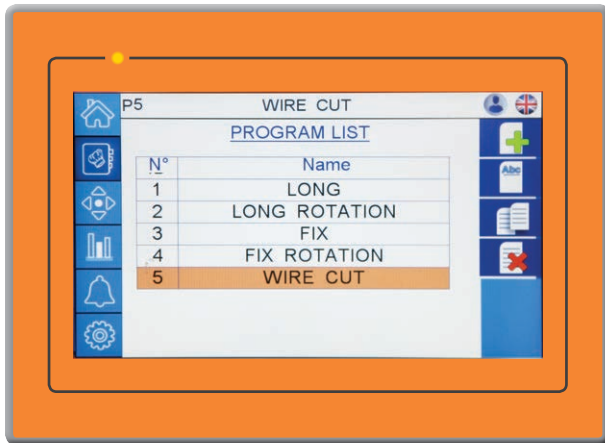 P5 WIRE CUT
PROGRAM LIST
N° Name
1 LONG
2 LONG ROTATION
3 FIX
4 FIX ROTATION
5 WIRE CUT
Abc